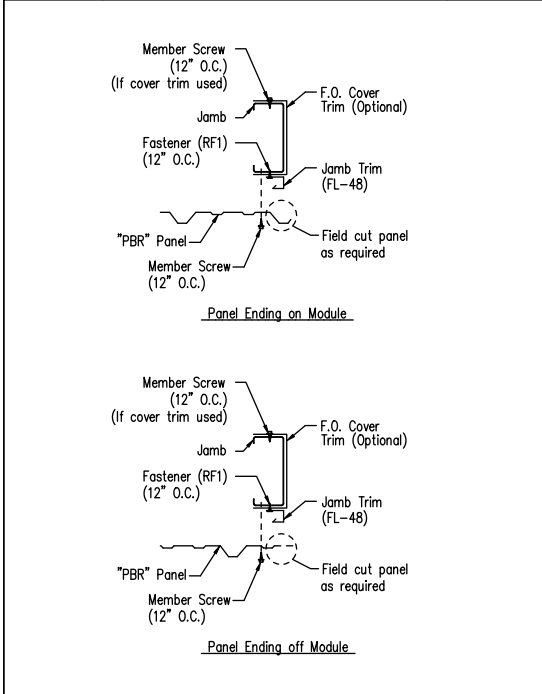 Member Screw
(12" O.C.)
(If cover trim used)
F.O. Cover
Trim (Optional)
Jamb
Fastener (RF1)
(12" O.C.)
Jamb Trim
(FL-48)
"PBR" Panel
Field cut panel
as required
Member Screw
(12" O.C.)
Panel Ending on Module
Member Screw
(12" O.C.)
(If cover trim used)
F.O. Cover
Trim (Optional)
Jamb
Fastener (RF1)
(12" O.C.)
Jamb Trim
(FL-48)
"PBR" Panel
Field cut panel
as required
Member Screw
(12" O.C.)
Panel Ending off Module